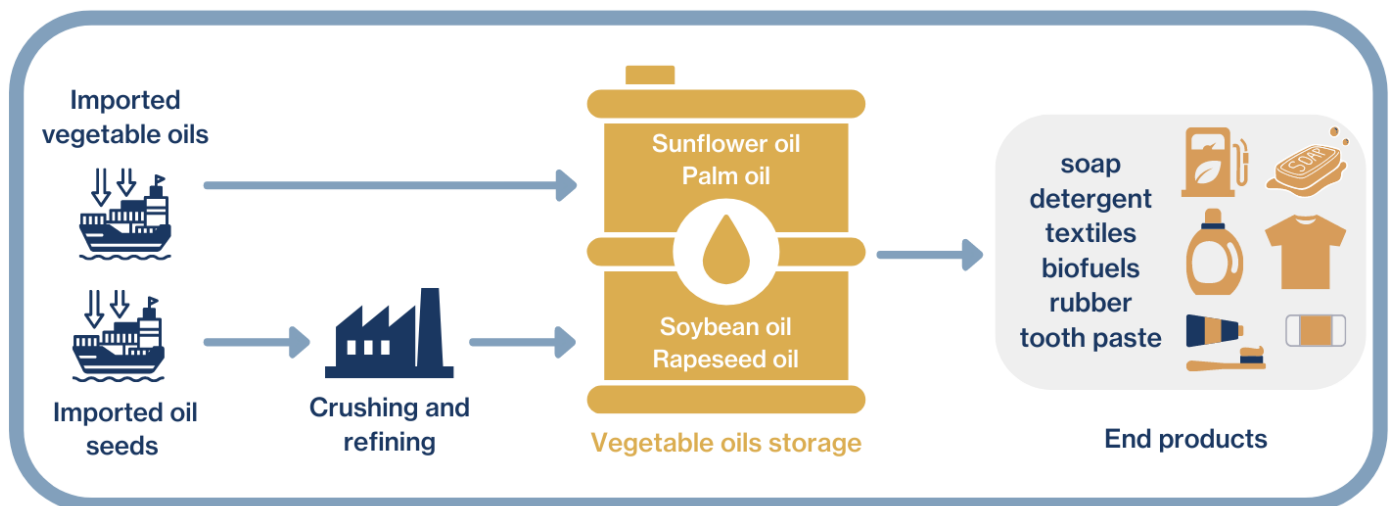 Imported
vegetable oils
Imported oil
seeds
Crushing and
refining
Sunflower oil
Palm oil
Soybean oil
Rapeseed oil
Vegetable oils storage
soap
detergent
textiles
biofuels
rubber
tooth paste
SOAP
End products